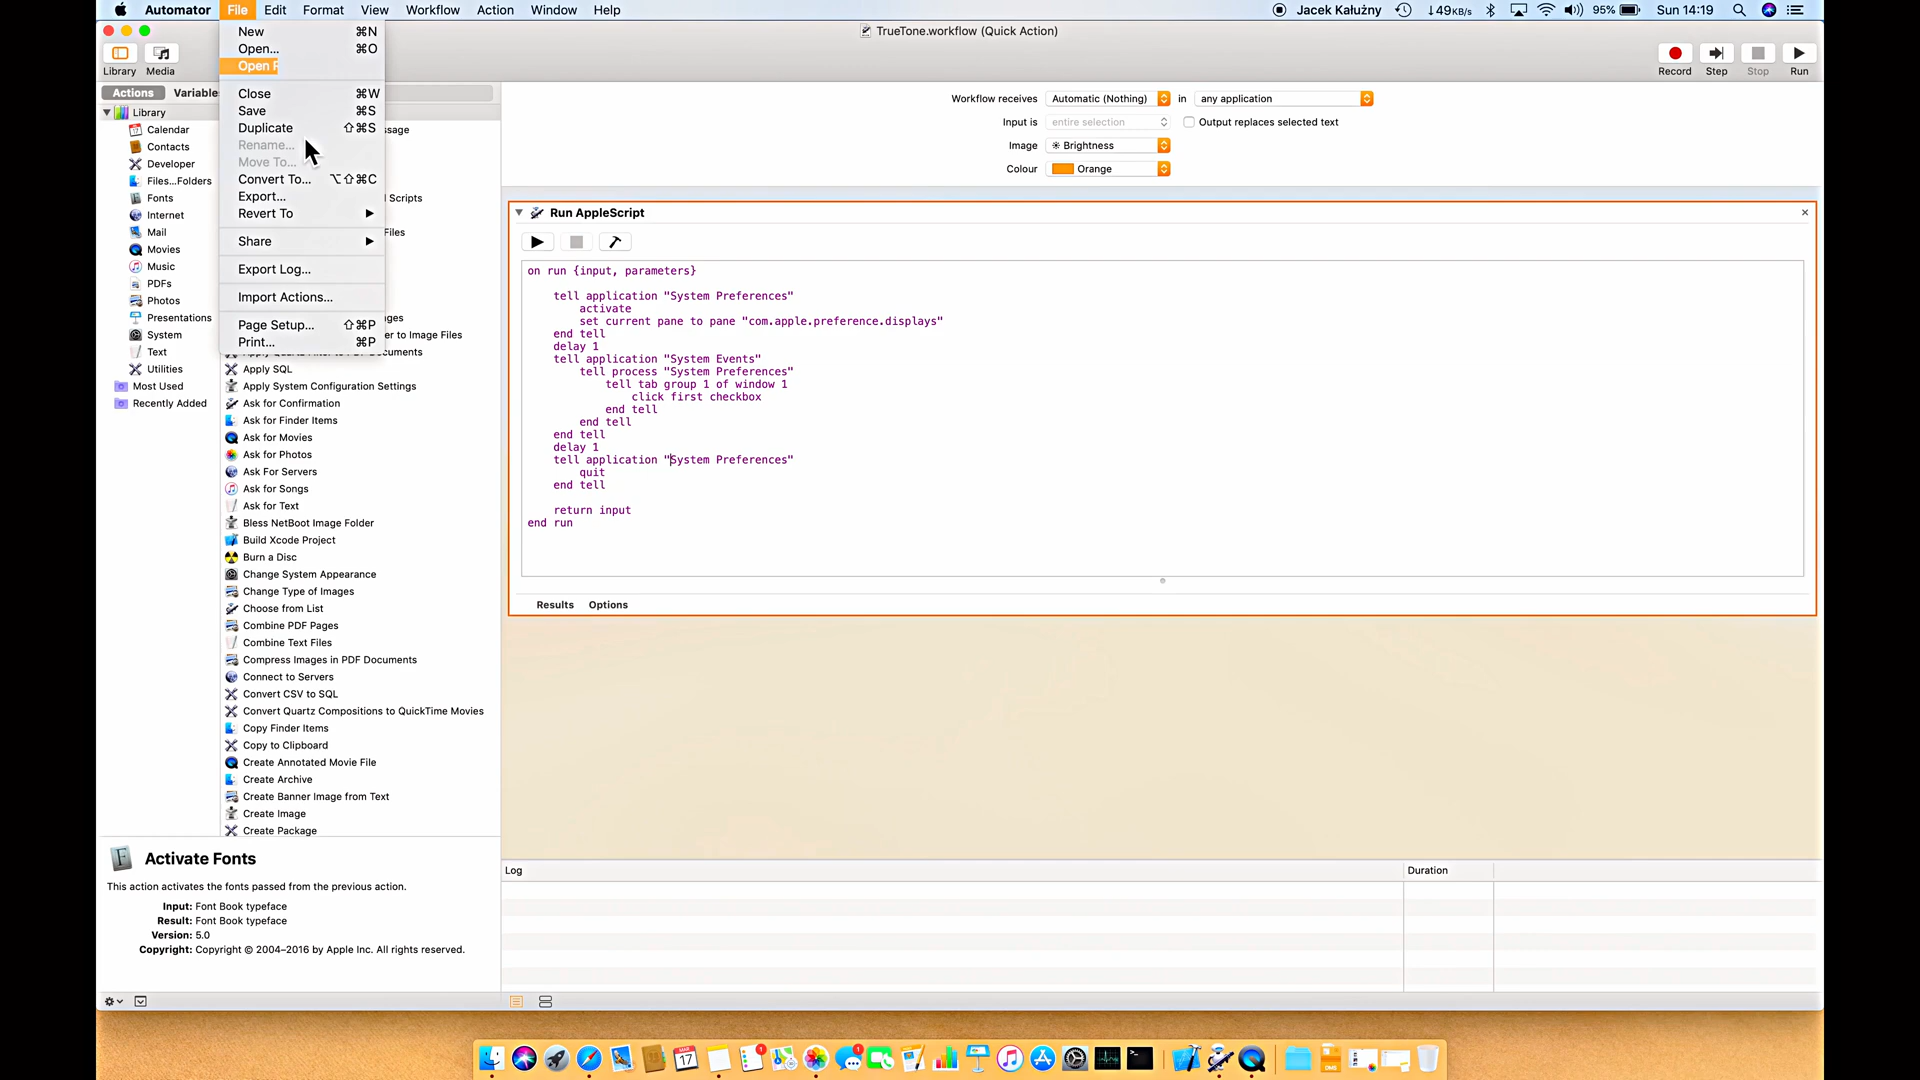 Automator File Edit Format View Workflow Action Window Help Jacek Kałużny ↓49KB/s 95% Sun 14:19
TrueTone.workflow (Quick Action)
Library Media
Record Step Stop Run
New ⌘N
Open... ⌘O
Open
Close ⌘W
Save ⌘S
Duplicate ⇧⌘S
Rename...
Move To...
Convert To... ⌥⇧⌘C
Export...
Revert To
Share
Export Log...
Import Actions...
Page Setup... ⇧⌘P
Print... ⌘P
Actions
Library
Calendar
Contacts
Developer
Files...Folders
Fonts
Internet
Mail
Movies
Music
PDFs
Photos
Presentations
System
Text
Utilities
Most Used
Recently Added
Scripts
Files
to Image Files
PDF Documents
Apply SQL
Apply System Configuration Settings
Ask for Confirmation
Ask for Finder Items
Ask for Movies
Ask for Photos
Ask For Servers
Ask for Songs
Ask for Text
Bless NetBoot Image Folder
Build Xcode Project
Burn a Disc
Change System Appearance
Change Type of Images
Choose from List
Combine PDF Pages
Combine Text Files
Compress Images in PDF Documents
Connect to Servers
Convert CSV to SQL
Convert Quartz Compositions to QuickTime Movies
Copy Finder Items
Copy to Clipboard
Create Annotated Movie File
Create Archive
Create Banner Image from Text
Create Image
Create Package
Workflow receives Automatic (Nothing) in any application
Input is entire selection Output replaces selected text
Image Brightness
Colour Orange
Run AppleScript
on run {input, parameters}
tell application "System Preferences"
activate
set current pane to pane "com.apple.preference.displays"
end tell
delay 1
tell application "System Events"
tell process "System Preferences"
tell tab group 1 of window 1
click first checkbox
end tell
end tell
end tell
delay 1
tell application "System Preferences"
quit
end tell
return input
end run
Results Options
Log Duration
Activate Fonts
This action activates the fonts passed from the previous action.
Input: Font Book typeface
Result: Font Book typeface
Version: 5.0
Copyright: Copyright © 2004–2016 by Apple Inc. All rights reserved.
MAR
17